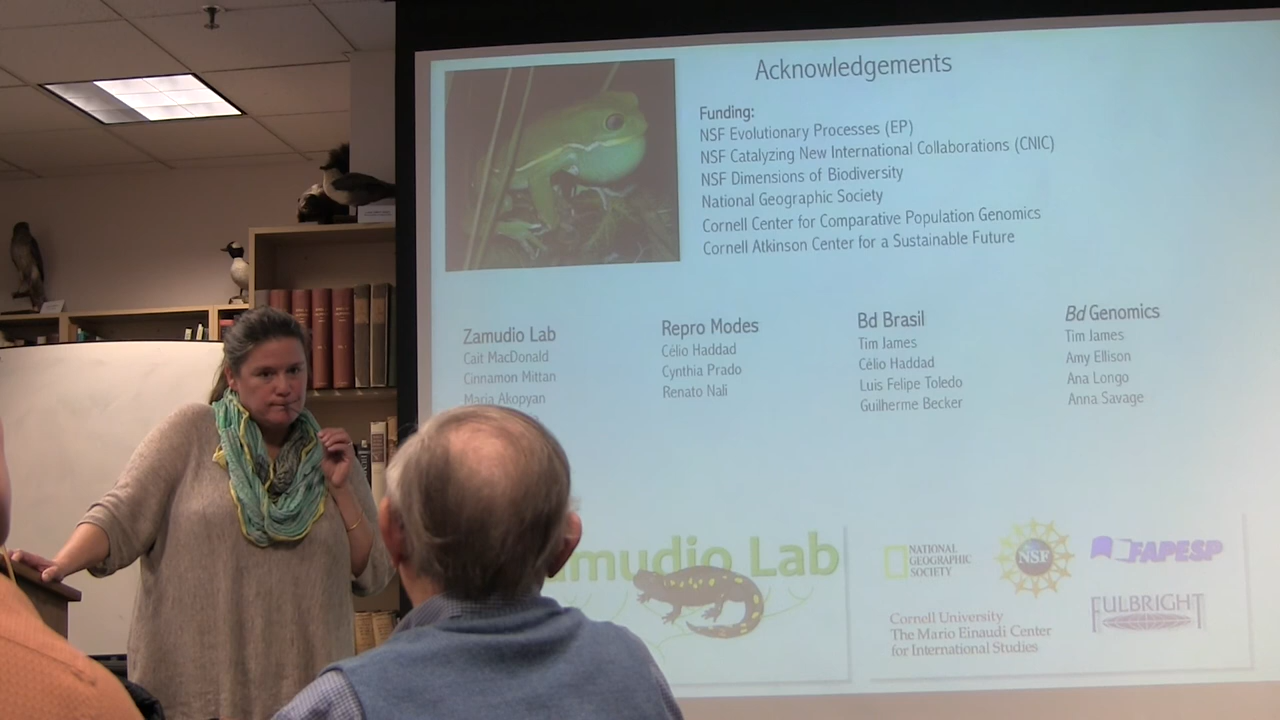 Acknowledgements
Funding:
NSF Evolutionary Processes (EP)
NSF Catalyzing New International Collaborations (CNIC)
NSF Dimensions of Biodiversity
National Geographic Society
Cornell Center for Comparative Population Genomics
Cornell Atkinson Center for a Sustainable Future
Zamudio Lab
Cait MacDonald
Cinnamon Mittan
Maria Akopyan
Repro Modes
Célio Haddad
Cynthia Prado
Renato Nali
Bd Brasil
Tim James
Célio Haddad
Luis Felipe Toledo
Guilherme Becker
Bd Genomics
Tim James
Amy Ellison
Ana Longo
Anna Savage
amudio Lab
NATIONAL
GEOGRAPHIC
SOCIETY
NSF
FAPESP
Cornell University
The Mario Einaudi Center
for International Studies
FULBRIGHT